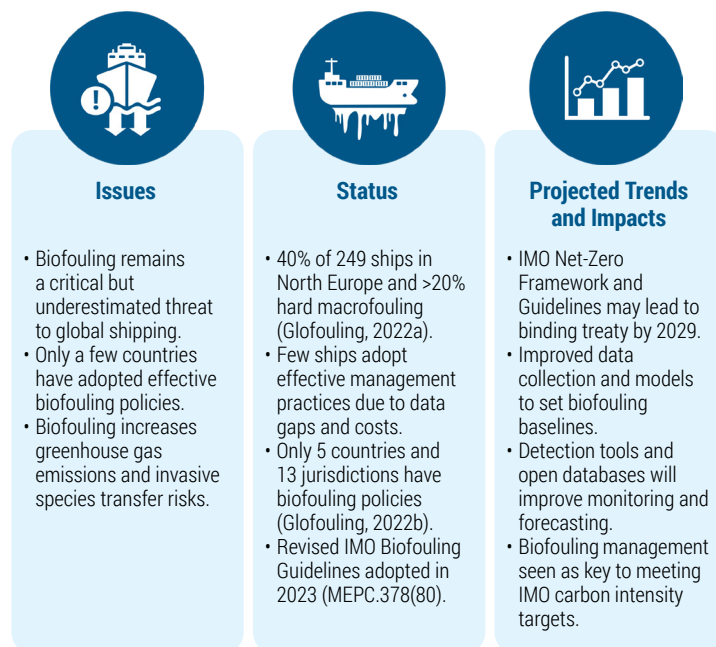 Issues
• Biofouling remains
a critical but
underestimated threat
to global shipping.
• Only a few countries
have adopted effective
biofouling policies.
• Biofouling increases
greenhouse gas
emissions and invasive
species transfer risks.
Status
• 40% of 249 ships in
North Europe and >20%
hard macrofouling
(Glofouling, 2022a).
• Few ships adopt
effective management
practices due to data
gaps and costs.
• Only 5 countries and
13 jurisdictions have
biofouling policies
(Glofouling, 2022b).
• Revised IMO Biofouling
Guidelines adopted in
2023 (MEPC.378(80).
Projected Trends
and Impacts
• IMO Net-Zero
Framework and
Guidelines may lead to
binding treaty by 2029.
• Improved data
collection and models
to set biofouling
baselines.
• Detection tools and
open databases will
improve monitoring and
forecasting.
• Biofouling management
seen as key to meeting
IMO carbon intensity
targets.